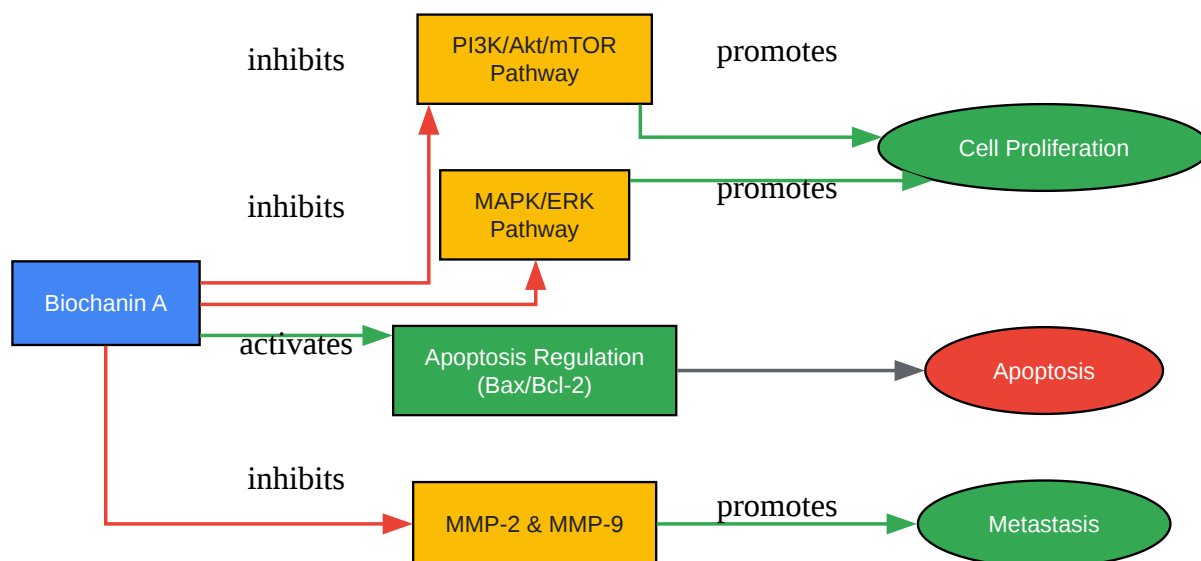 inhibits
PI3K/Akt/mTOR
Pathway
promotes
Cell Proliferation
inhibits
MAPK/ERK
Pathway
promotes
Biochanin A
activates
Apoptosis Regulation
(Bax/Bcl-2)
Apoptosis
inhibits
MMP-2 & MMP-9
promotes
Metastasis